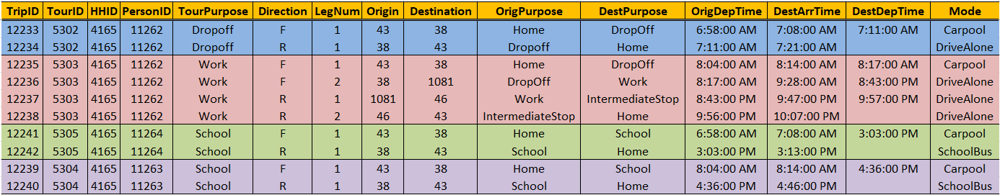 TripID TourID HHID PersonID TourPurpose Direction LegNum Origin Destination OrigPurpose DestPurpose OrigDepTime DestArrTime DestDepTime Mode
12233 5302 4165 11262 Dropoff F 1 43 38 Home DropOff 6:58:00 AM 7:08:00 AM 7:11:00 AM Carpool
12234 5302 4165 11262 Dropoff R 1 38 43 Dropoff Home 7:11:00 AM 7:21:00 AM DriveAlone
12235 5303 4165 11262 Work F 1 43 38 Home DropOff 8:04:00 AM 8:14:00 AM 8:17:00 AM Carpool
12236 5303 4165 11262 Work F 2 38 1081 DropOff Work 8:17:00 AM 9:28:00 AM 8:43:00 PM DriveAlone
12237 5303 4165 11262 Work R 1 1081 46 Work IntermediateStop 8:43:00 PM 9:47:00 PM 9:57:00 PM DriveAlone
12238 5303 4165 11262 Work R 2 46 43 IntermediateStop Home 9:56:00 PM 10:07:00 PM DriveAlone
12241 5305 4165 11264 School F 1 43 38 Home School 6:58:00 AM 7:08:00 AM 3:03:00 PM Carpool
12242 5305 4165 11264 School R 1 38 43 School Home 3:03:00 PM 3:13:00 PM SchoolBus
12239 5304 4165 11263 School F 1 43 38 Home School 8:04:00 AM 8:14:00 AM 4:36:00 PM Carpool
12240 5304 4165 11263 School R 1 38 43 School Home 4:36:00 PM 4:46:00 PM SchoolBus